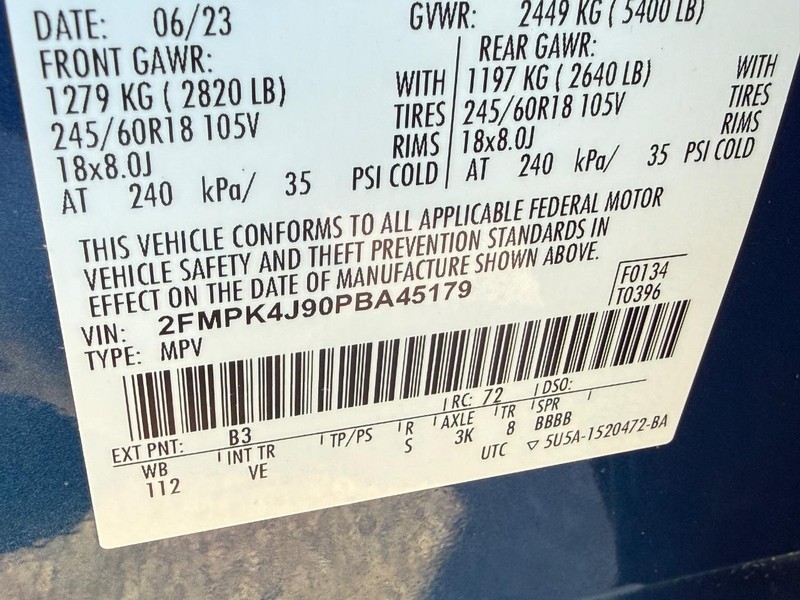 DATE: 06/23 GVWR: 2449 KG ( 5400 LB)
FRONT GAWR: REAR GAWR:
1279 KG ( 2820 LB) WITH 1197 KG ( 2640 LB) WITH
245/60R18 105V TIRES 245/60R18 105V TIRES
18x8.0J RIMS 18x8.0J RIMS
AT 240 kPa/ 35 PSI COLD AT 240 kPa/ 35 PSI COLD
THIS VEHICLE CONFORMS TO ALL APPLICABLE FEDERAL MOTOR
VEHICLE SAFETY AND THEFT PREVENTION STANDARDS IN
EFFECT ON THE DATE OF MANUFACTURE SHOWN ABOVE.
F0134
VIN: 2FMPK4J90PBA45179 T0396
TYPE: MPV
EXT PNT: B3 RC: 72 DSO:
WB INT TR TP/PS R AXLE TR SPR
112 VE S 3K 8 BBBB
UTC ▽ 5U5A-1520472-BA